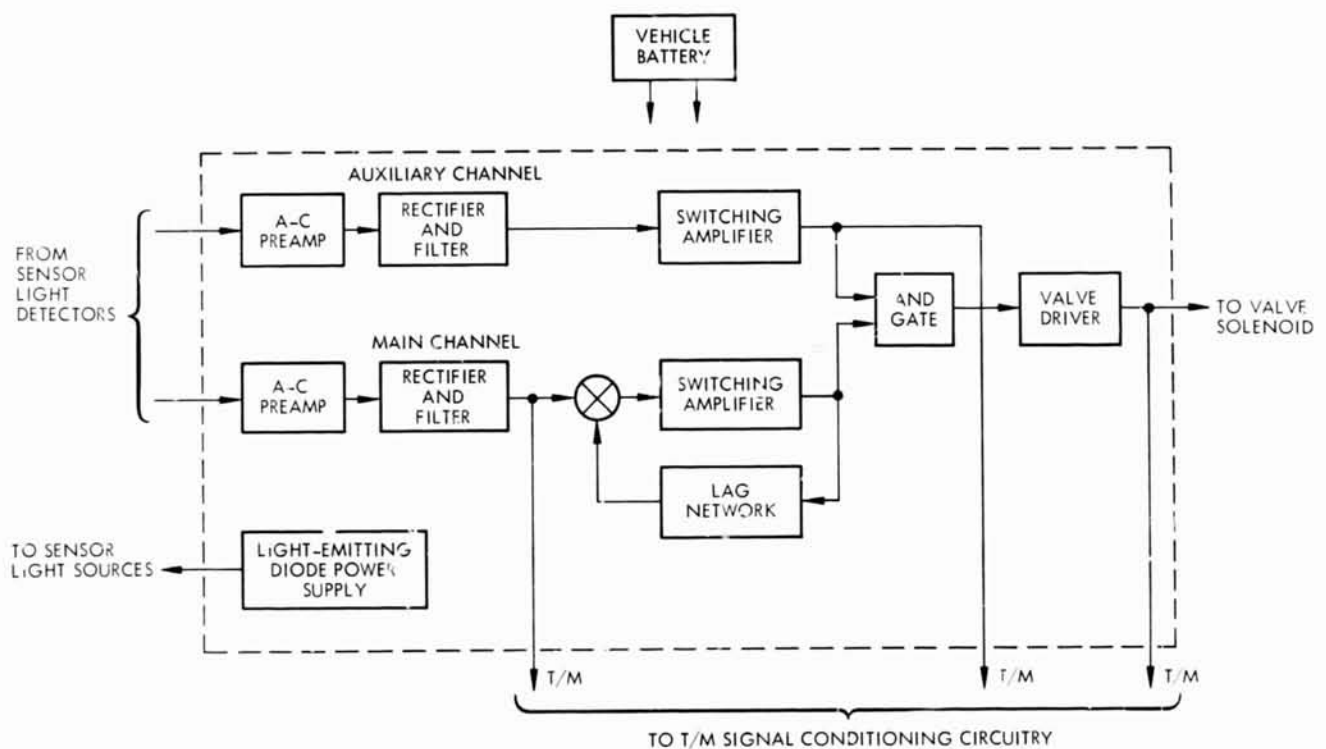 VEHICLE
BATTERY
AUXILIARY CHANNEL
A-C
PREAMP
RECTIFIER
AND
FILTER
SWITCHING
AMPLIFIER
FROM
SENSOR
LIGHT
DETECTORS
AND
GATE
VALVE
DRIVER
TO VALVE
SOLENOID
MAIN CHANNEL
A-C
PREAMP
RECTIFIER
AND
FILTER
SWITCHING
AMPLIFIER
LAG
NETWORK
TO SENSOR
LIGHT SOURCES
LIGHT-EMITTING
DIODE POWER
SUPPLY
T/M
T/M
T/M
TO T/M SIGNAL CONDITIONING CIRCUITRY